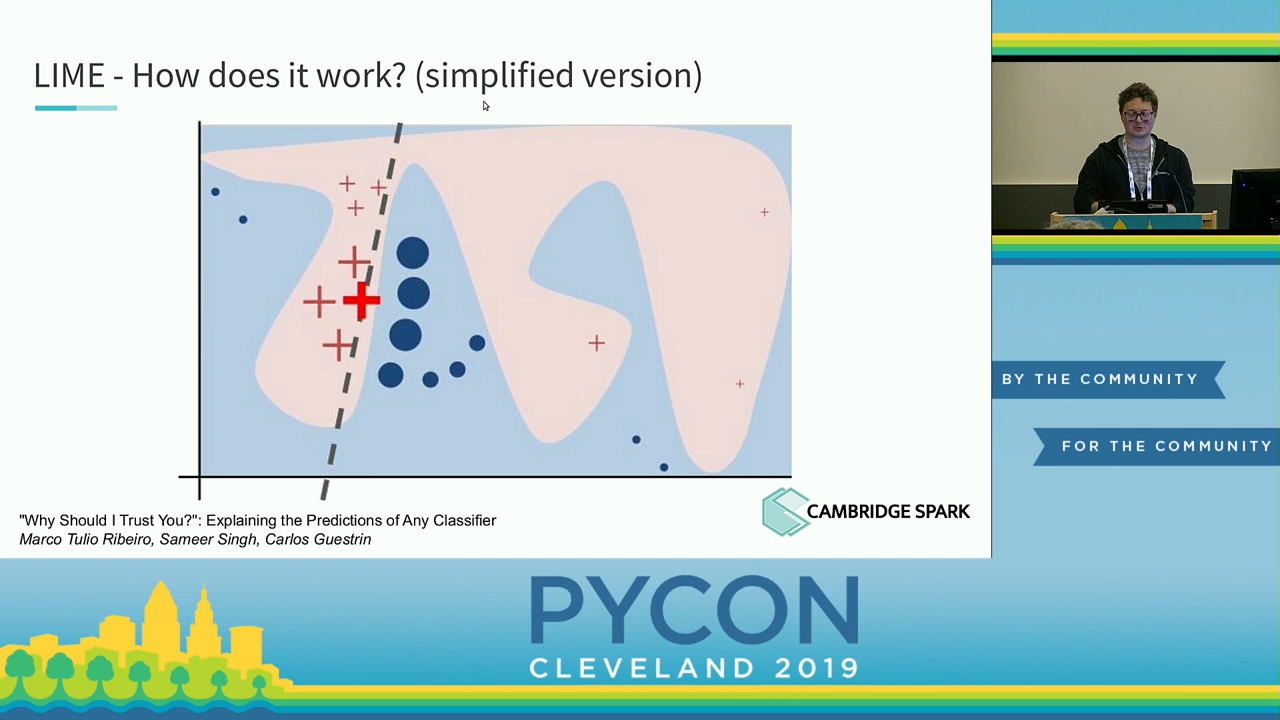 LIME - How does it work? (simplified version)
"Why Should I Trust You?": Explaining the Predictions of Any Classifier
Marco Tulio Ribeiro, Sameer Singh, Carlos Guestrin
CAMBRIDGE SPARK
BY THE COMMUNITY
FOR THE COMMUNITY
PYCON
CLEVELAND 2019